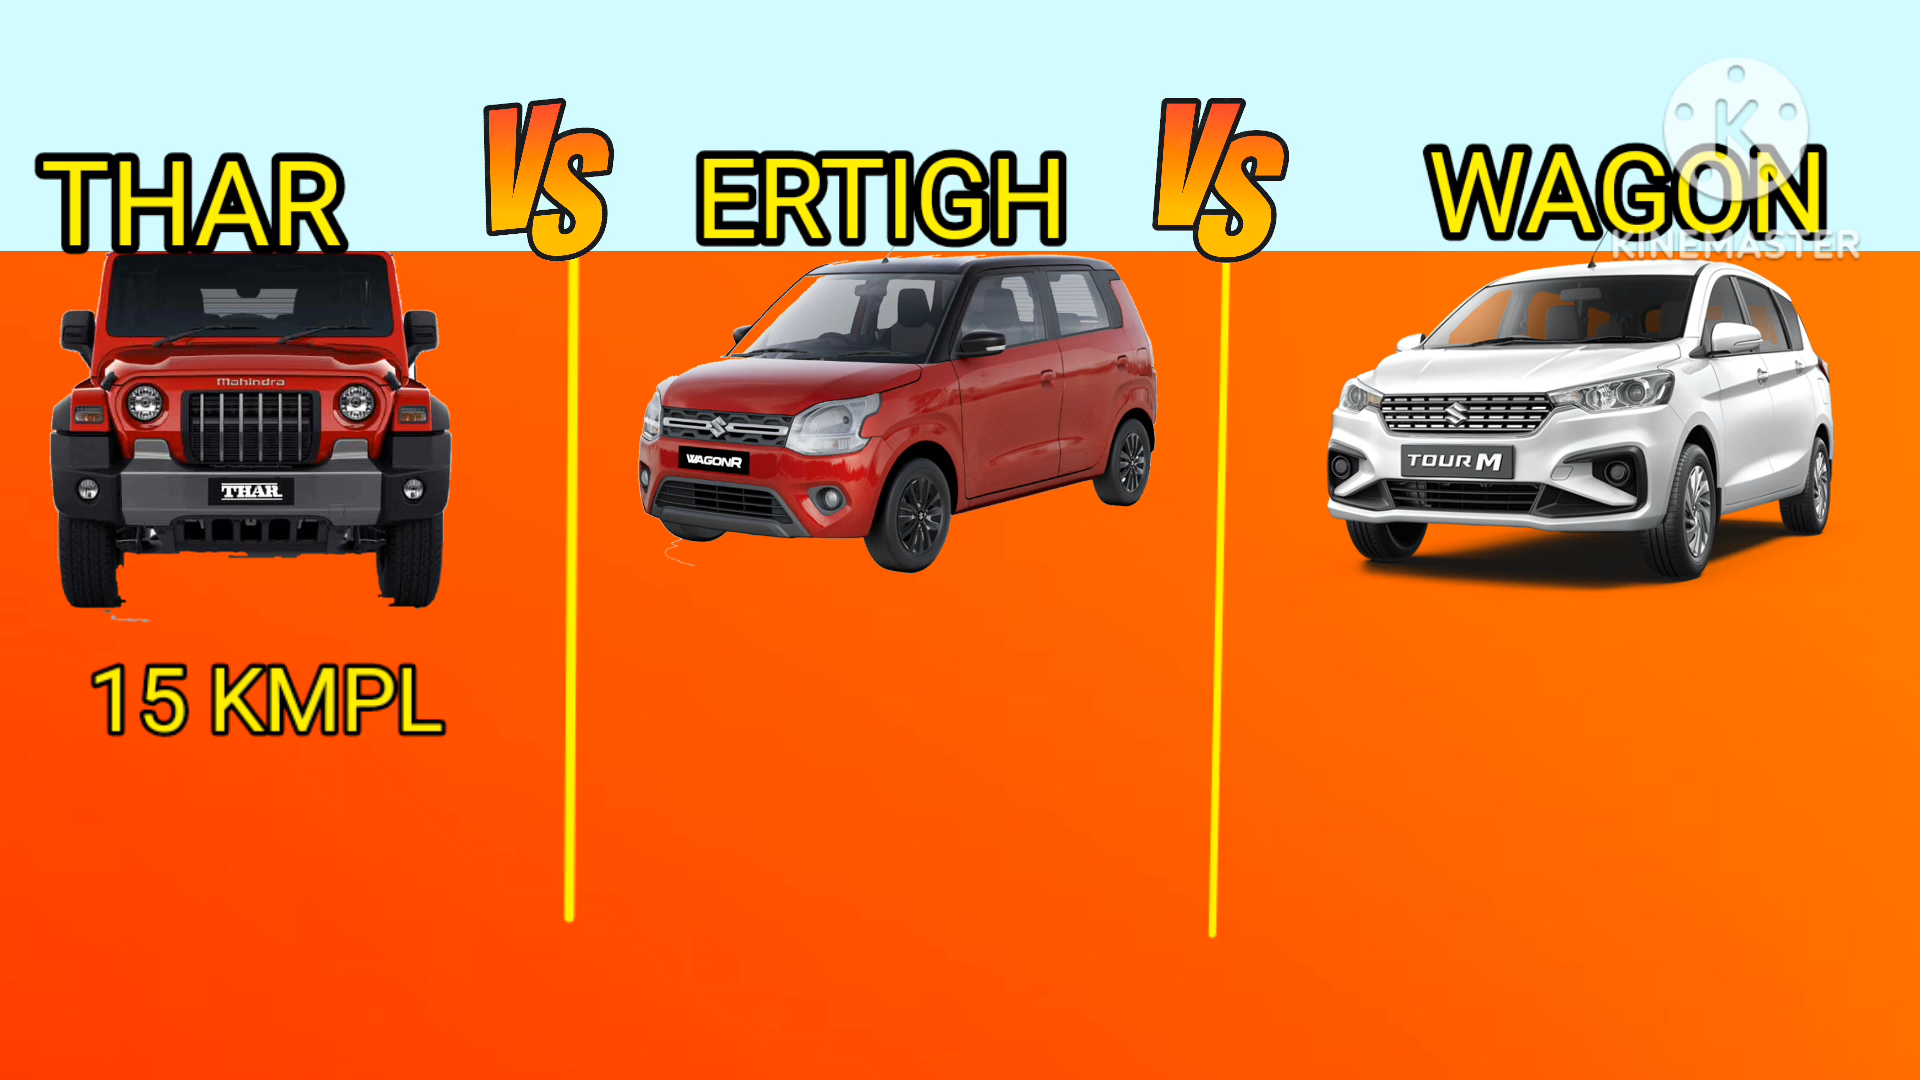 THAR
VS
ERTIGH
VS
WAGON
K
KINEMASTER
Mahindra
THAR
WAGONR
TOUR M
15 KMPL